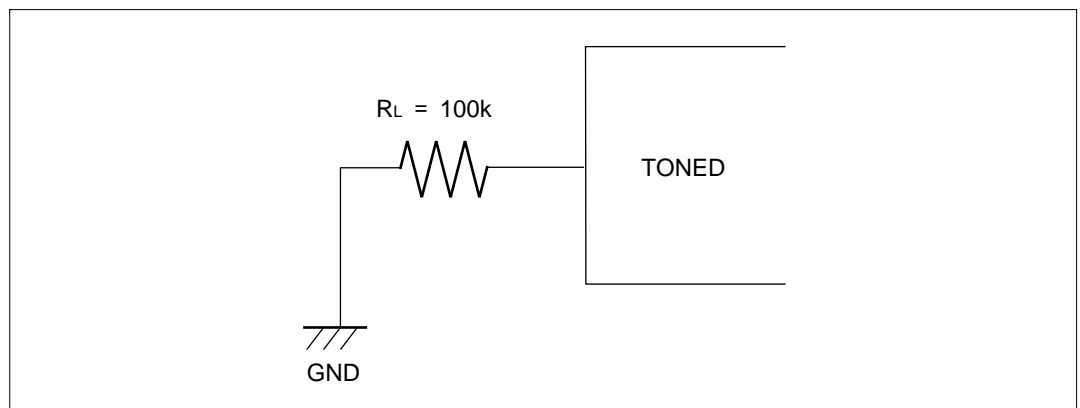 RL = 100k
TONED
GND